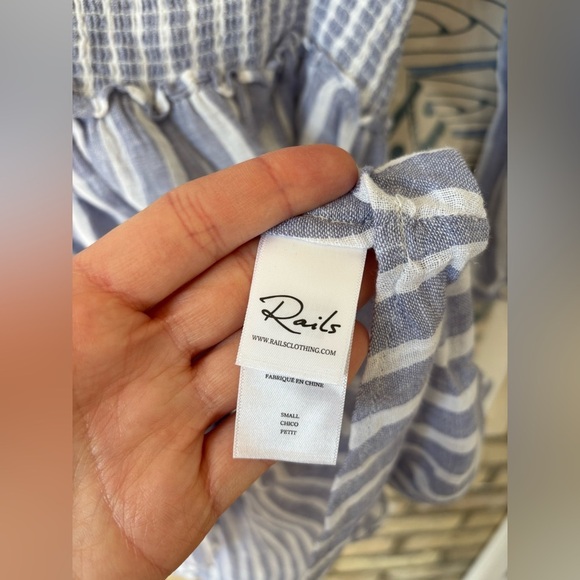 Rails
WWW.RAILSCLOTHING.COM
FABRIQUÉ EN CHINE
SMALL
CHICO
PETIT